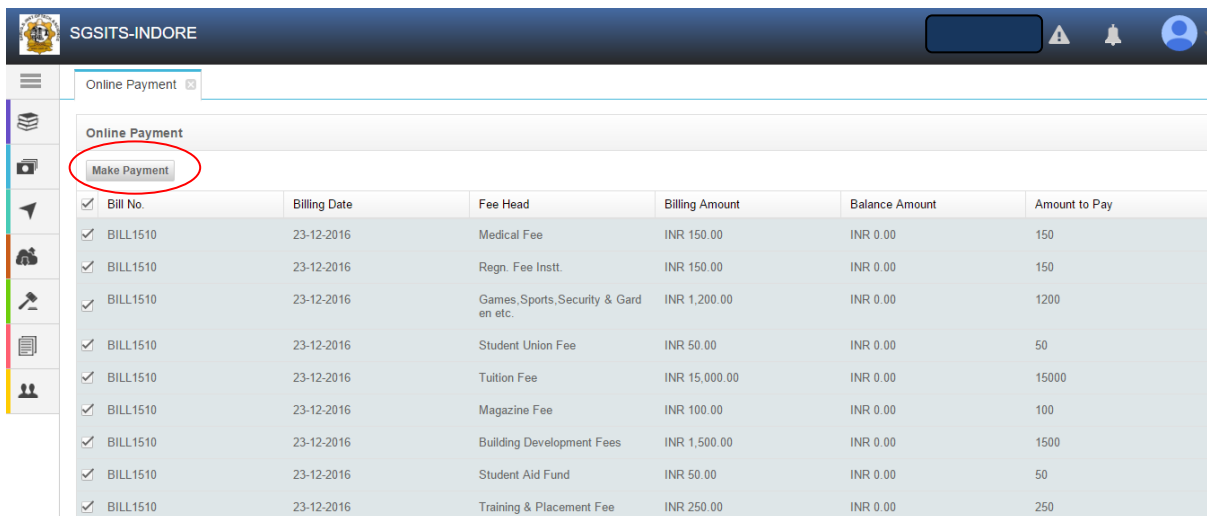 SGSITS-INDORE
Online Payment
Online Payment
Make Payment
Bill No. Billing Date Fee Head Billing Amount Balance Amount Amount to Pay
BILL1510 23-12-2016 Medical Fee INR 150.00 INR 0.00 150
BILL1510 23-12-2016 Regn. Fee Instt. INR 150.00 INR 0.00 150
BILL1510 23-12-2016 Games,Sports,Security & Gard INR 1,200.00 INR 0.00 1200
en etc.
BILL1510 23-12-2016 Student Union Fee INR 50.00 INR 0.00 50
BILL1510 23-12-2016 Tuition Fee INR 15,000.00 INR 0.00 15000
BILL1510 23-12-2016 Magazine Fee INR 100.00 INR 0.00 100
BILL1510 23-12-2016 Building Development Fees INR 1,500.00 INR 0.00 1500
BILL1510 23-12-2016 Student Aid Fund INR 50.00 INR 0.00 50
BILL1510 23-12-2016 Training & Placement Fee INR 250.00 INR 0.00 250